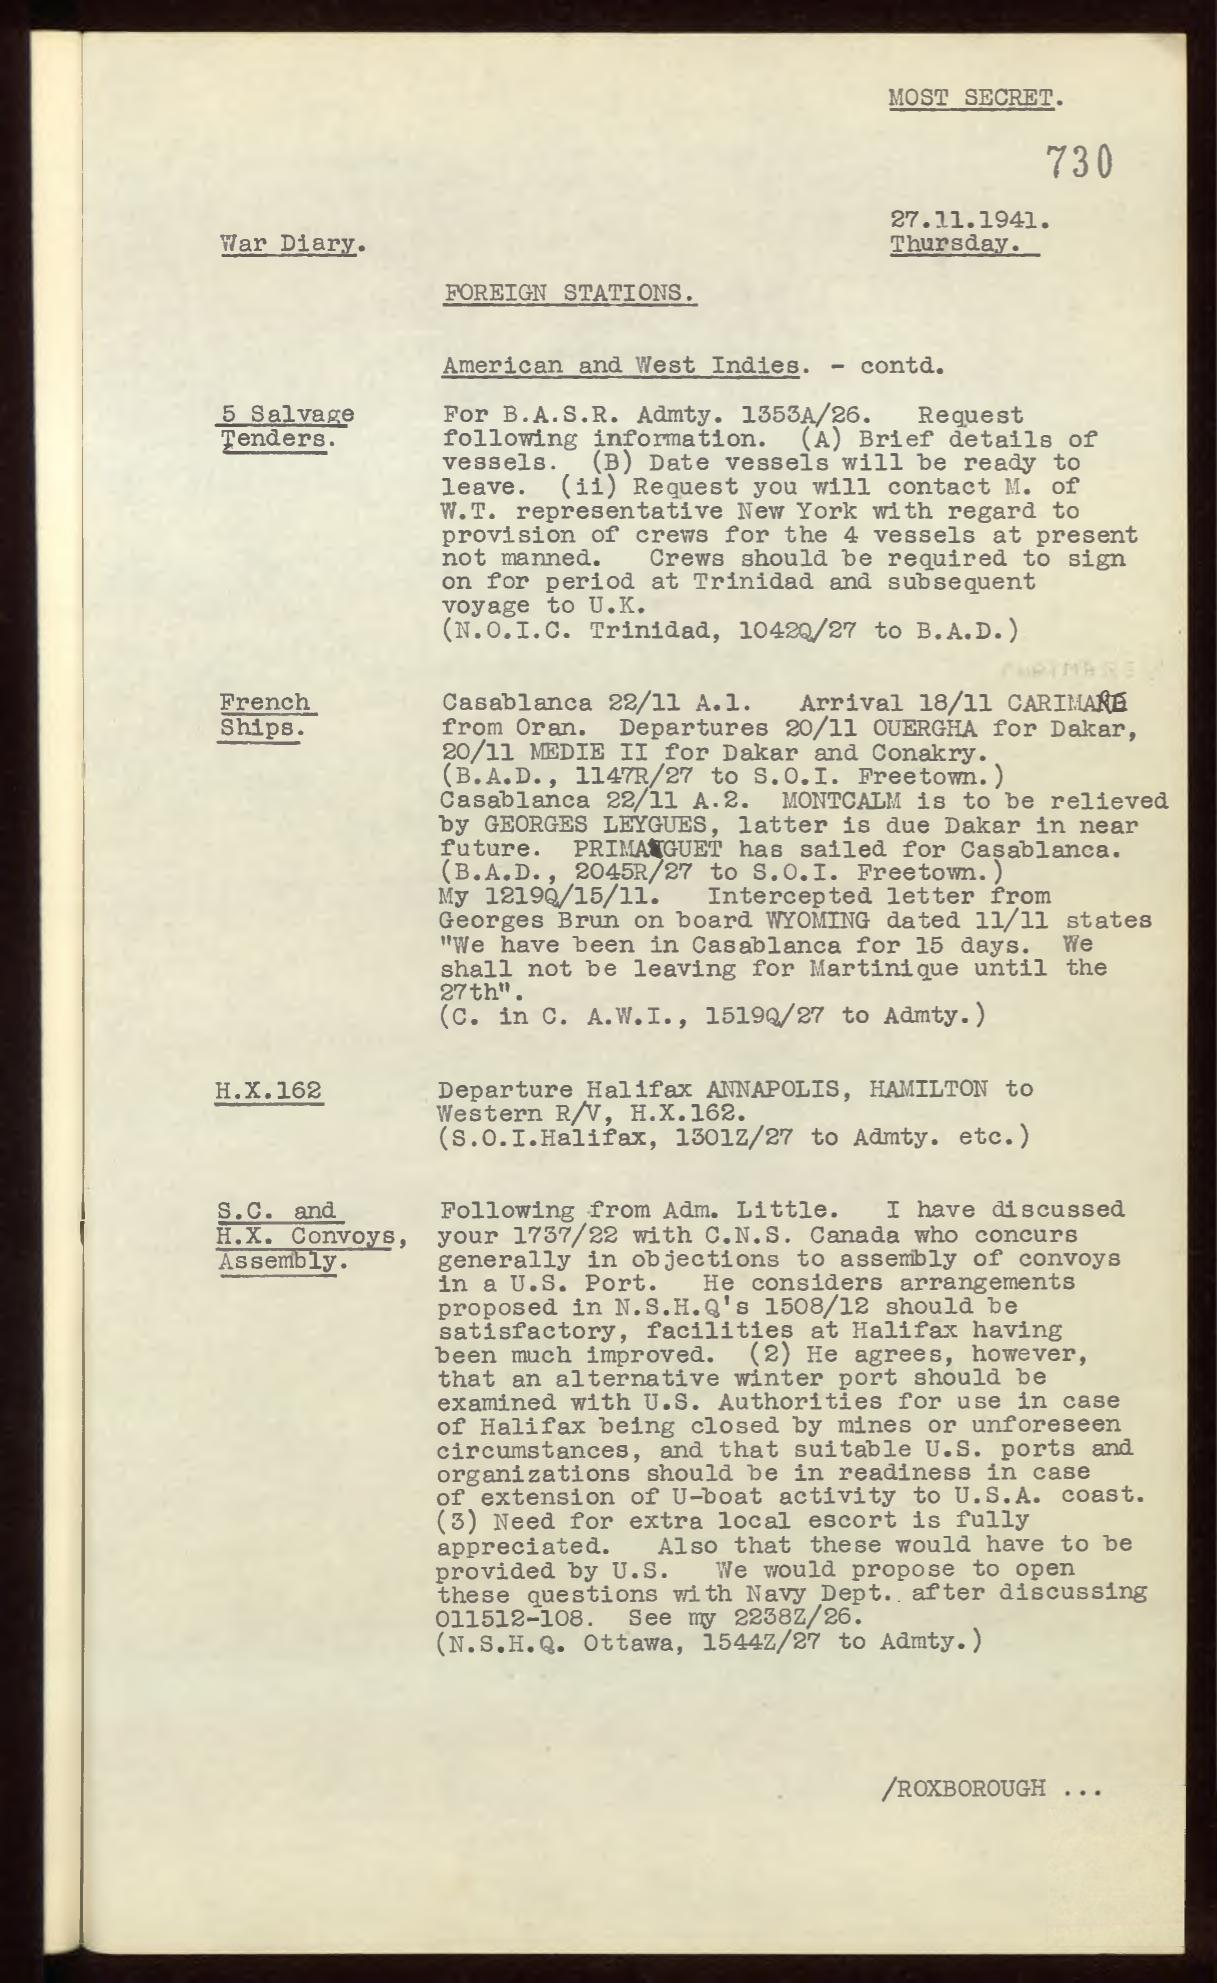 MOST SECRET.
730
27.11.1941.
War Diary.
Thursday.
FOREIGN STATIONS.
American and West Indies. - contd.
5 Salvage
Tenders.
For B.A.S.R. Admty. 1353A/26. Request
following information. (A) Brief details of
vessels. (B) Date vessels will be ready to
leave. (ii) Request you will contact M. of
W.T. representative New York with regard to
provision of crews for the 4 vessels at present
not manned. Crews should be required to sign
on for period at Trinidad and subsequent
voyage to U.K.
(N.O.I.C. Trinidad, 1042Q/27 to B.A.D.)
French
Ships.
Casablanca 22/11 A.1. Arrival 18/11 CARIMARE
from Oran. Departures 20/11 OUERGHA for Dakar,
20/11 MEDIE II for Dakar and Conakry.
(B.A.D., 1147R/27 to S.O.I. Freetown.)
Casablanca 22/11 A.2. MONTCALM is to be relieved
by GEORGES LEYGUES, latter is due Dakar in near
future. PRIMAUGUET has sailed for Casablanca.
(B.A.D., 2045R/27 to S.O.I. Freetown.)
My 1219Q/15/11. Intercepted letter from
Georges Brun on board WYOMING dated 11/11 states
"We have been in Casablanca for 15 days. We
shall not be leaving for Martinique until the
27th".
(C. in C. A.W.I., 1519Q/27 to Admty.)
H.X.162
Departure Halifax ANNAPOLIS, HAMILTON to
Western R/V, H.X.162.
(S.O.I.Halifax, 1301Z/27 to Admty. etc.)
S.C. and
H.X. Convoys,
Assembly.
Following from Adm. Little. I have discussed
your 1737/22 with C.N.S. Canada who concurs
generally in objections to assembly of convoys
in a U.S. Port. He considers arrangements
proposed in N.S.H.Q's 1508/12 should be
satisfactory, facilities at Halifax having
been much improved. (2) He agrees, however,
that an alternative winter port should be
examined with U.S. Authorities for use in case
of Halifax being closed by mines or unforeseen
circumstances, and that suitable U.S. ports and
organizations should be in readiness in case
of extension of U-boat activity to U.S.A. coast.
(3) Need for extra local escort is fully
appreciated. Also that these would have to be
provided by U.S. We would propose to open
these questions with Navy Dept. after discussing
011512-108. See my 2238Z/26.
(N.S.H.Q. Ottawa, 1544Z/27 to Admty.)
/ROXBOROUGH ...